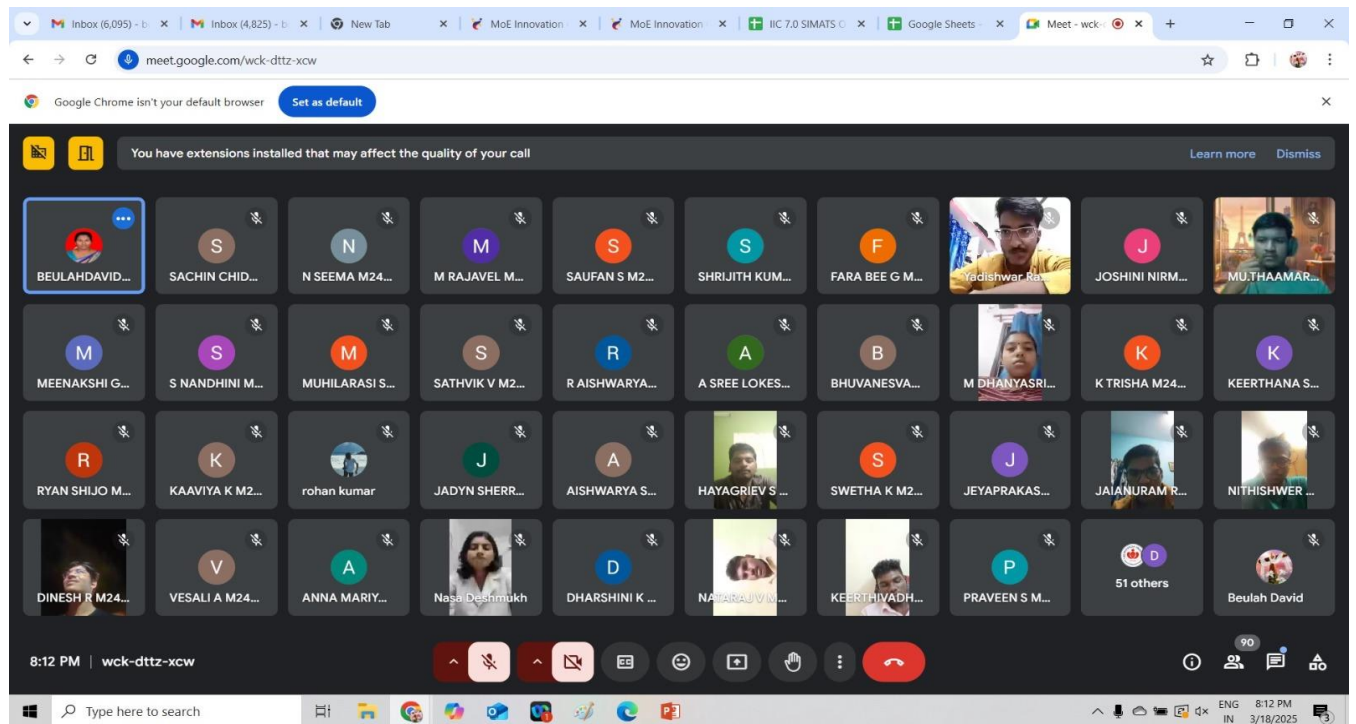 Inbox (6,095) - b
Inbox (4,825) - b
New Tab
MoE Innovation
MoE Innovation
IIC 7.0 SIMATS
Google Sheets -
Meet - wck-
meet.google.com/wck-dttz-xcw
Google Chrome isn't your default browser
Set as default
You have extensions installed that may affect the quality of your call
Learn more
Dismiss
BEULAHDAVID...
S
SACHIN CHID...
N
N SEEMA M24...
M
M RAJAVEL M...
S
SAUFAN S M2...
S
SHRIJITH KUM...
F
FARA BEE G M...
Yadishwar Ra...
J
JOSHINI NIRM...
MU.THAAMAR...
M
MEENAKSHI G...
S
S NANDHINI M...
M
MUHILARASI S...
S
SATHVIK V M2...
R
R AISHWARYA...
A
A SREE LOKES...
B
BHUVANESVA...
M DHANYASRI...
K
K TRISHA M24...
K
KEERTHANA S...
R
RYAN SHIJO M...
K
KAAVIYA K M2...
rohan kumar
J
JADYN SHERR...
A
AISHWARYA S...
HAYAGRIEV S ...
S
SWETHA K M2...
J
JEYAPRAKAS...
JAIANURAM R...
NITHISHWER ...
DINESH R M24...
V
VESALI A M24...
A
ANNA MARIY...
Nasa Deshmukh
D
DHARSHINI K ...
NATARAJ V M...
KEERTHIVADH...
P
PRAVEEN S M...
D
51 others
Beulah David
8:12 PM | wck-dttz-xcw
90
Type here to search
ENG
IN
8:12 PM
3/18/2025